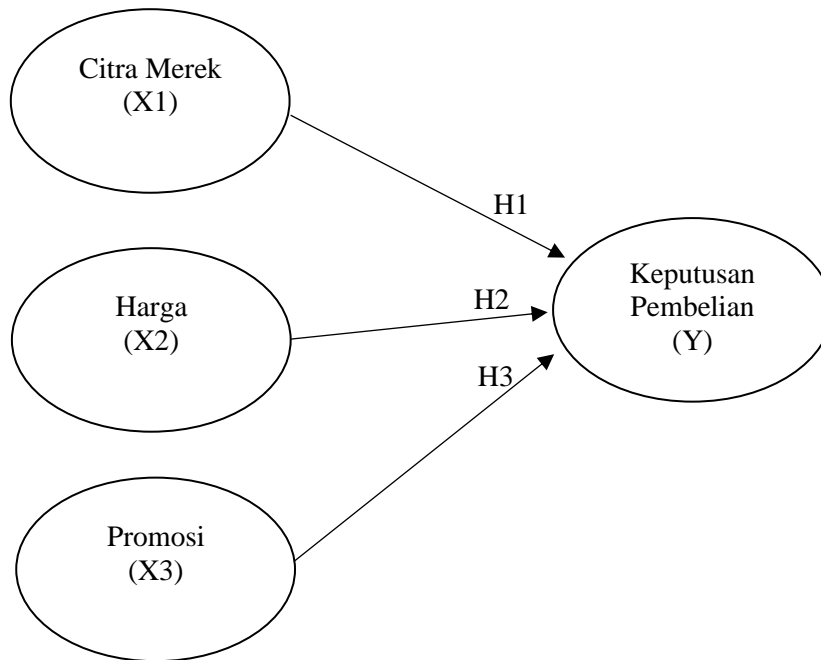 Citra Merek
(X1)
H1
Harga
(X2)
H2
Keputusan
Pembelian
(Y)
H3
Promosi
(X3)